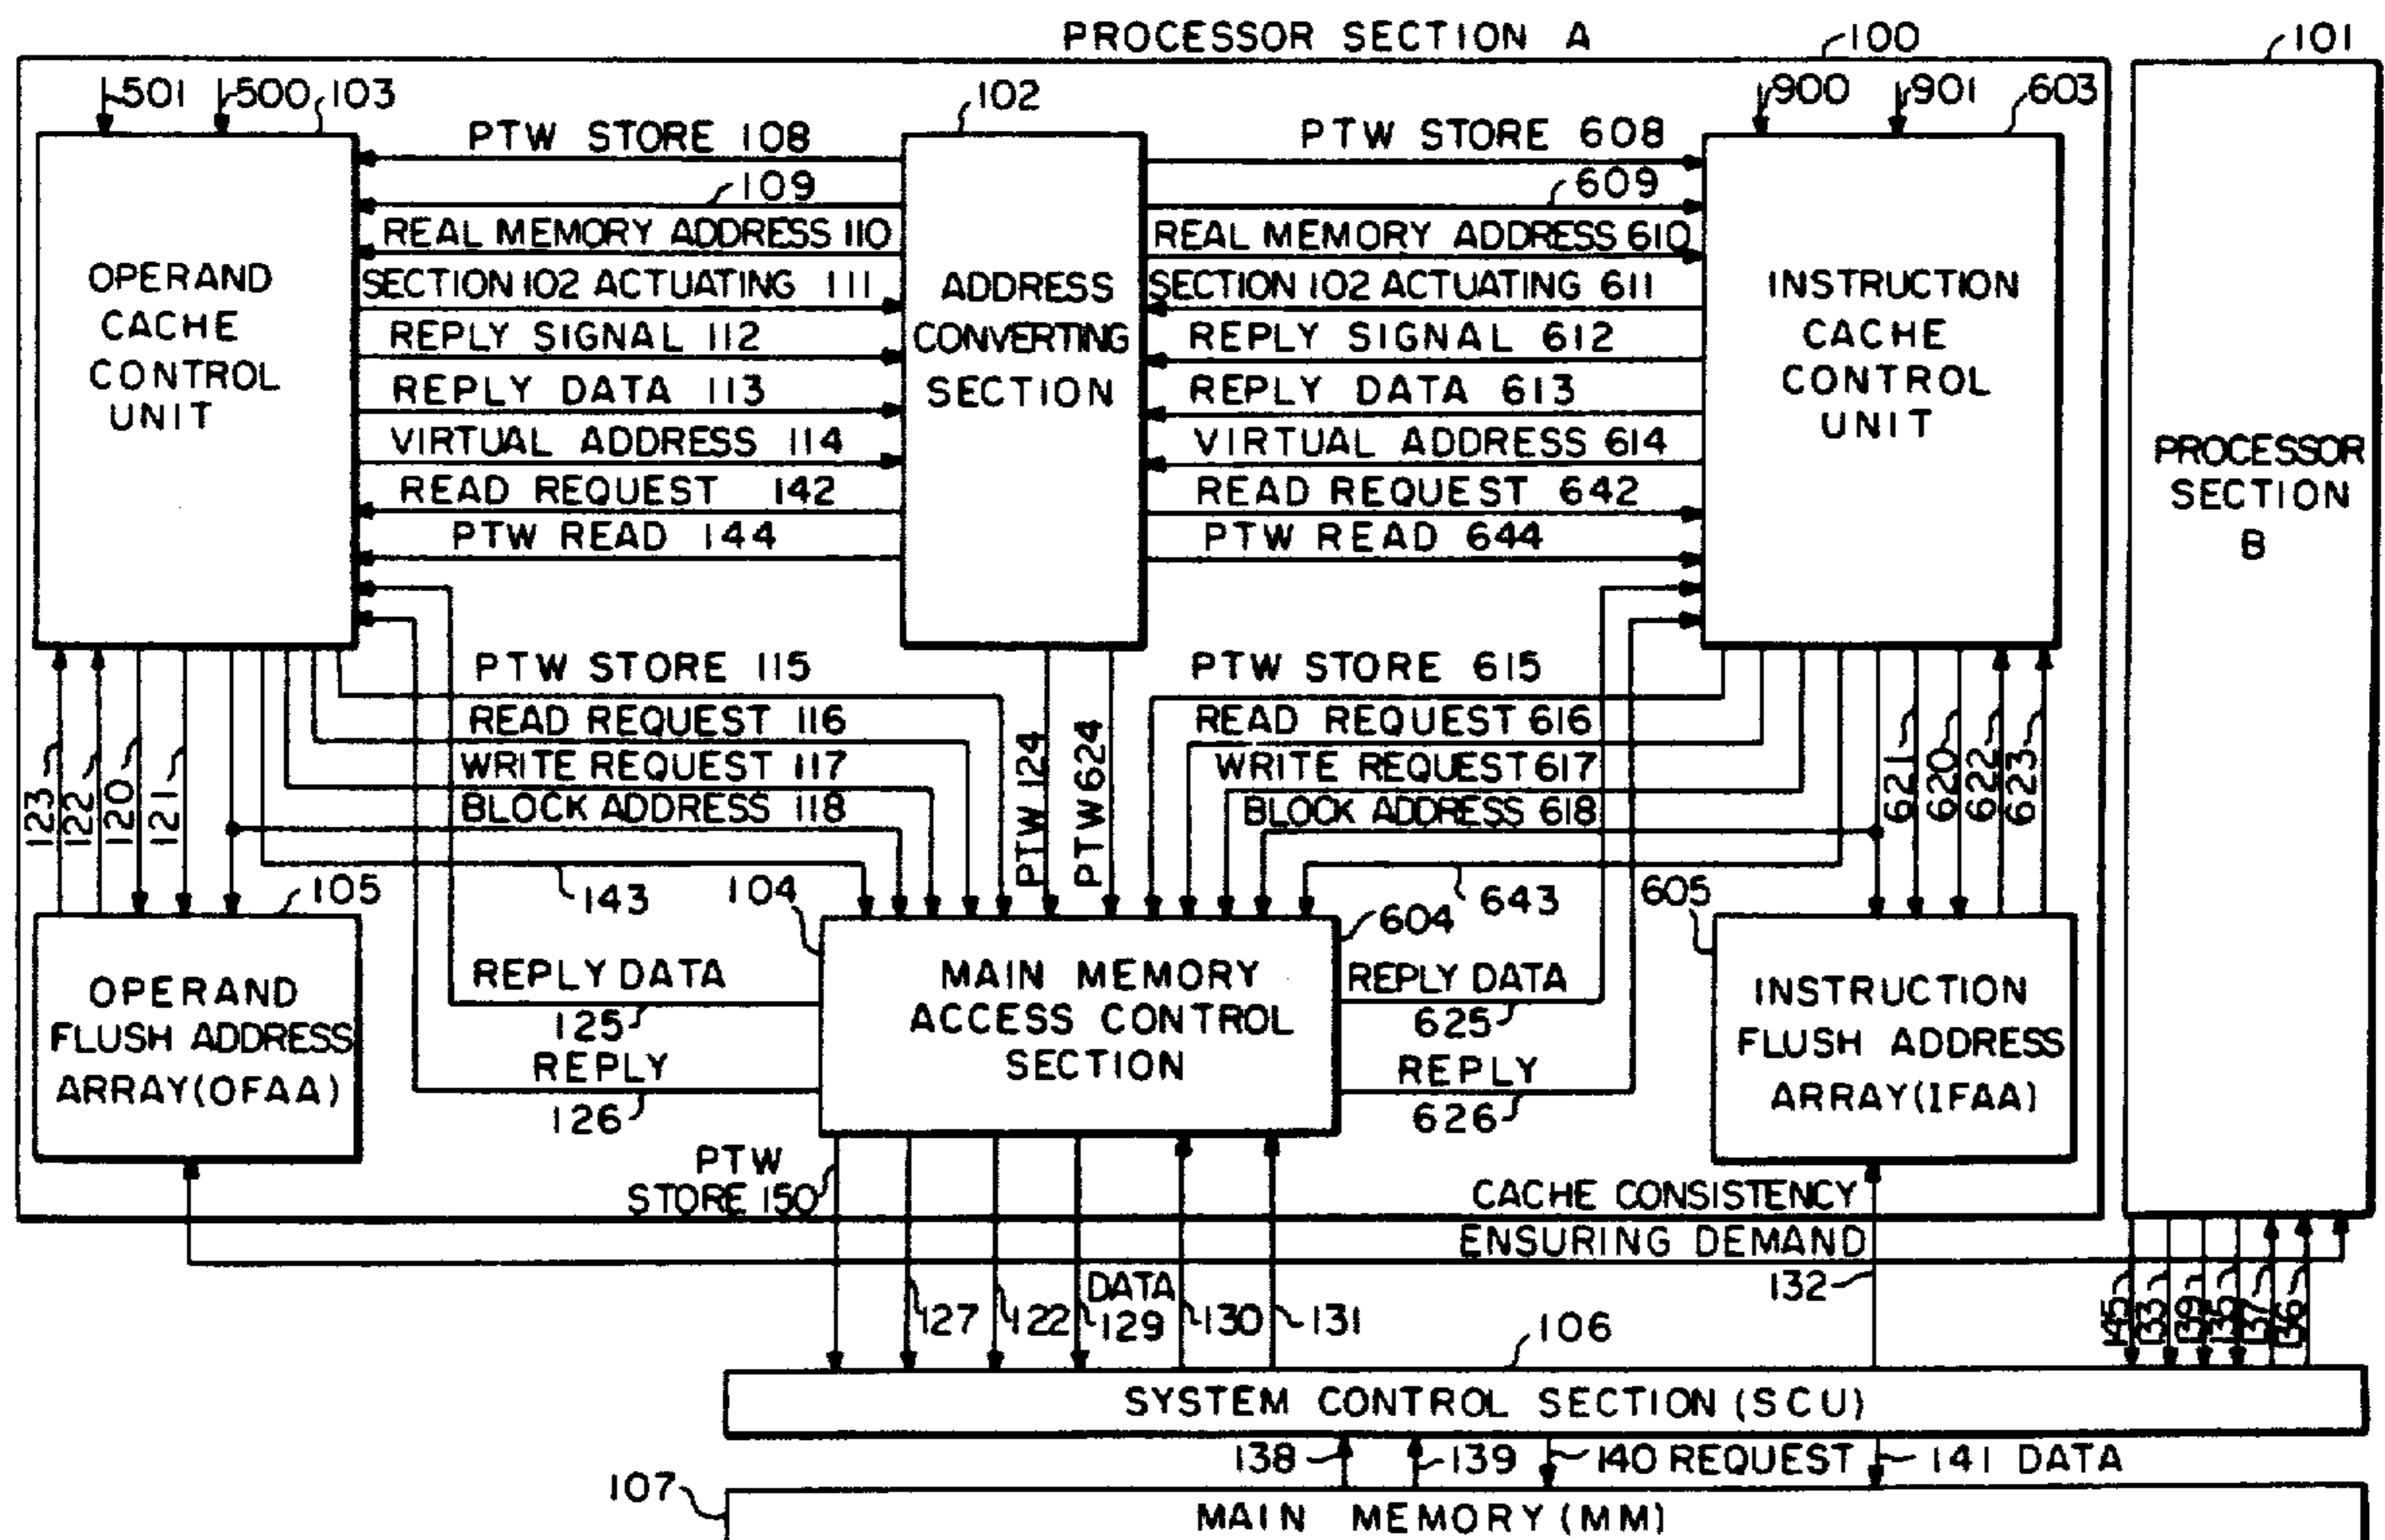 PROCESSOR SECTION A
100
101
501
500
103
102
900
901
603
PTW STORE 108
PTW STORE 608
109
609
REAL MEMORY ADDRESS 110
REAL MEMORY ADDRESS 610
SECTION 102 ACTUATING 111
SECTION 102 ACTUATING 611
REPLY SIGNAL 112
REPLY SIGNAL 612
REPLY DATA 113
REPLY DATA 613
VIRTUAL ADDRESS 114
VIRTUAL ADDRESS 614
READ REQUEST 142
READ REQUEST 642
PTW READ 144
PTW READ 644
OPERAND
CACHE
CONTROL
UNIT
ADDRESS
CONVERTING
SECTION
INSTRUCTION
CACHE
CONTROL
UNIT
PROCESSOR
SECTION
B
PTW STORE 115
PTW STORE 615
READ REQUEST 116
READ REQUEST 616
WRITE REQUEST 117
WRITE REQUEST 617
BLOCK ADDRESS 118
BLOCK ADDRESS 618
123
122
120
121
PTW 124
PTW 624
621
620
622
623
105
143
104
604
643
605
OPERAND
FLUSH ADDRESS
ARRAY(OFAA)
REPLY DATA
125
REPLY
126
MAIN MEMORY
ACCESS CONTROL
SECTION
REPLY DATA
625
REPLY
626
INSTRUCTION
FLUSH ADDRESS
ARRAY(IFAA)
PTW
STORE 150
CACHE CONSISTENCY
ENSURING DEMAND
132
127
122
DATA
129
130
131
145
133
139
135
137
136
106
SYSTEM CONTROL SECTION (SCU)
138
139
140 REQUEST
141 DATA
107
MAIN MEMORY (MM)